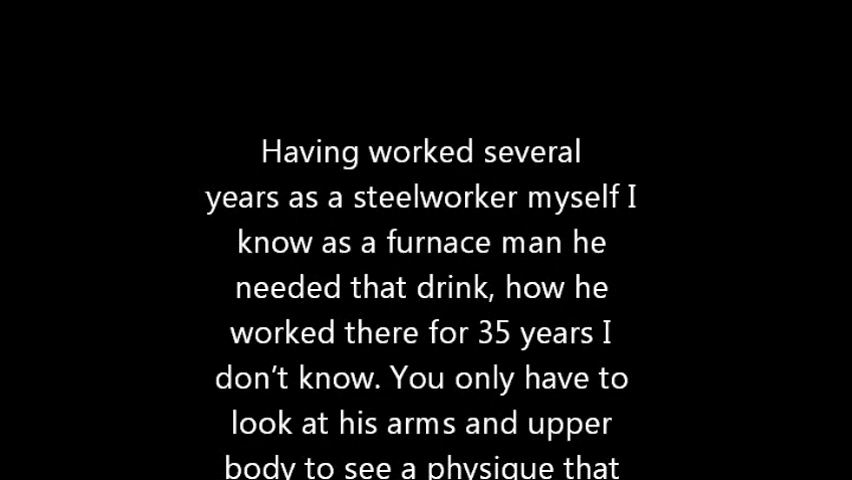 Having worked several
years as a steelworker myself I
know as a furnace man he
needed that drink, how he
worked there for 35 years I
don’t know. You only have to
look at his arms and upper
body to see a physique that